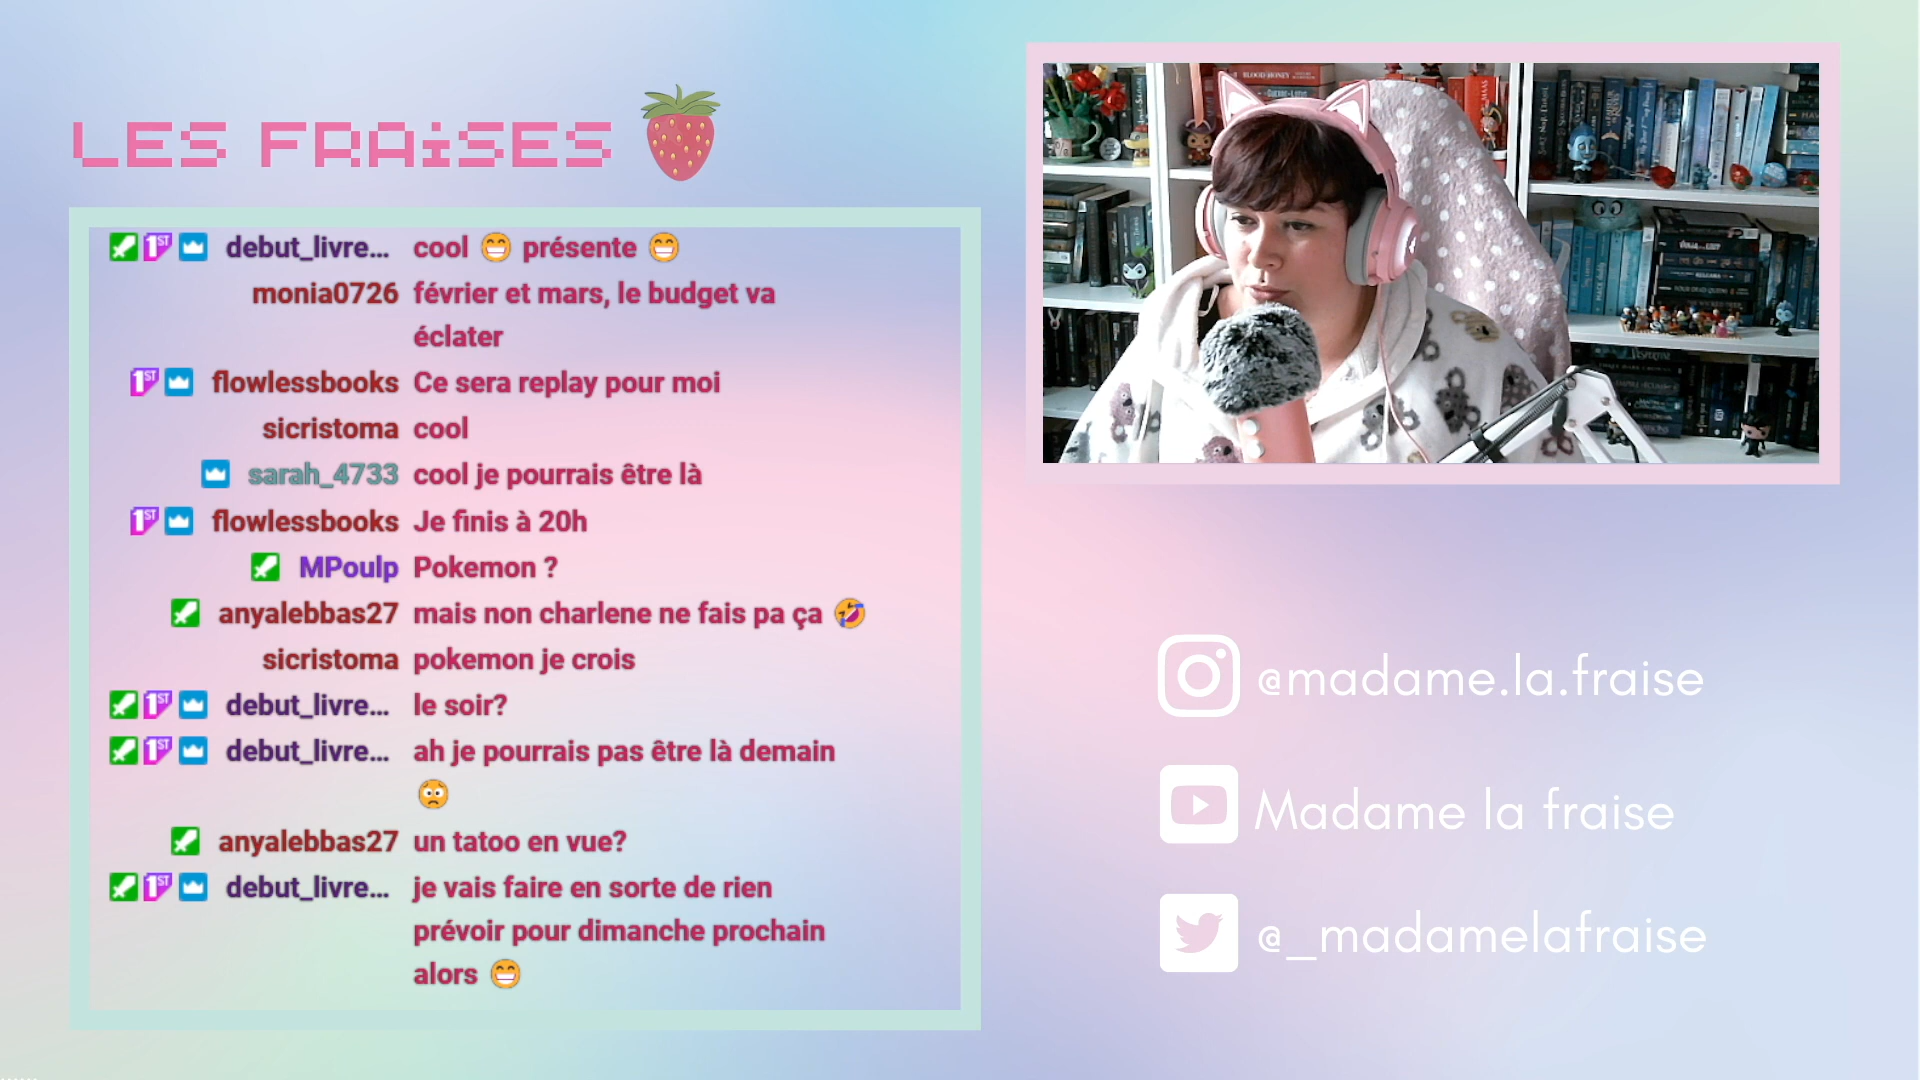 LES FRAiSES
debut_livre... cool 😁 présente 😁
monia0726 février et mars, le budget va
éclater
flowlessbooks Ce sera replay pour moi
sicristoma cool
sarah_4733 cool je pourrais être là
flowlessbooks Je finis à 20h
MPoulp Pokemon ?
anyalebbas27 mais non charlene ne fais pa ça 🤣
sicristoma pokemon je crois
debut_livre... le soir?
debut_livre... ah je pourrais pas être là demain
😳
anyalebbas27 un tatoo en vue?
debut_livre... je vais faire en sorte de rien
prévoir pour dimanche prochain
alors 😁
BLOOD MONEY
@madame.la.fraise
Madame la fraise
@_madamelafraise